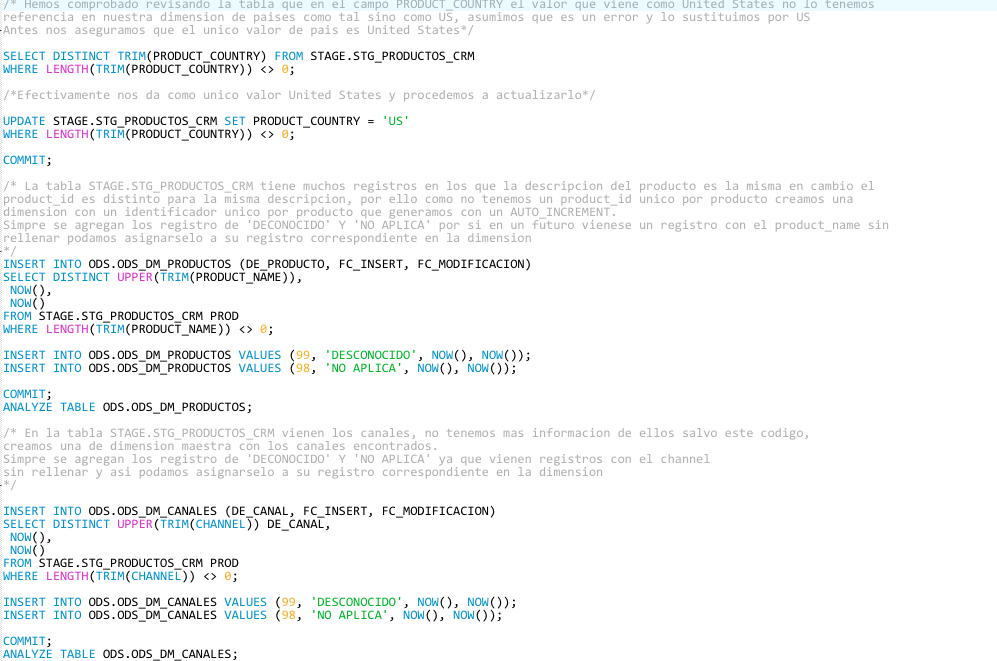 /* Hemos comprobado revisando la tabla que en el campo PRODUCT_COUNTRY el valor que viene como United States no lo tenemos
referencia en nuestra dimension de paises como tal sino como US, asumimos que es un error y lo sustituimos por US
Antes nos aseguramos que el unico valor de pais es United States*/
SELECT DISTINCT TRIM(PRODUCT_COUNTRY) FROM STAGE.STG_PRODUCTOS_CRM
WHERE LENGTH(TRIM(PRODUCT_COUNTRY)) <> 0;
/*Efectivamente nos da como unico valor United States y procedemos a actualizarlo*/
UPDATE STAGE.STG_PRODUCTOS_CRM SET PRODUCT_COUNTRY = 'US'
WHERE LENGTH(TRIM(PRODUCT_COUNTRY)) <> 0;
COMMIT;
/* La tabla STAGE.STG_PRODUCTOS_CRM tiene muchos registros en los que la descripcion del producto es la misma en cambio el
product_id es distinto para la misma descripcion, por ello como no tenemos un product_id unico por producto creamos una
dimension con un identificador unico por producto que generamos con un AUTO_INCREMENT.
Simpre se agregan los registro de 'DECONOCIDO' Y 'NO APLICA' por si en un futuro vienese un registro con el product_name sin
rellenar podamos asignarselo a su registro correspondiente en la dimension
*/
INSERT INTO ODS.ODS_DM_PRODUCTOS (DE_PRODUCTO, FC_INSERT, FC_MODIFICACION)
SELECT DISTINCT UPPER(TRIM(PRODUCT_NAME)),
NOW(),
NOW()
FROM STAGE.STG_PRODUCTOS_CRM PROD
WHERE LENGTH(TRIM(PRODUCT_NAME)) <> 0;
INSERT INTO ODS.ODS_DM_PRODUCTOS VALUES (99, 'DESCONOCIDO', NOW(), NOW());
INSERT INTO ODS.ODS_DM_PRODUCTOS VALUES (98, 'NO APLICA', NOW(), NOW());
COMMIT;
ANALYZE TABLE ODS.ODS_DM_PRODUCTOS;
/* En la tabla STAGE.STG_PRODUCTOS_CRM vienen los canales, no tenemos mas informacion de ellos salvo este codigo,
creamos una de dimension maestra con los canales encontrados.
Simpre se agregan los registro de 'DECONOCIDO' Y 'NO APLICA' ya que vienen registros con el channel
sin rellenar y asi podamos asignarselo a su registro correspondiente en la dimension
*/
INSERT INTO ODS.ODS_DM_CANALES (DE_CANAL, FC_INSERT, FC_MODIFICACION)
SELECT DISTINCT UPPER(TRIM(CHANNEL)) DE_CANAL,
NOW(),
NOW()
FROM STAGE.STG_PRODUCTOS_CRM PROD
WHERE LENGTH(TRIM(CHANNEL)) <> 0;
INSERT INTO ODS.ODS_DM_CANALES VALUES (99, 'DESCONOCIDO', NOW(), NOW());
INSERT INTO ODS.ODS_DM_CANALES VALUES (98, 'NO APLICA', NOW(), NOW());
COMMIT;
ANALYZE TABLE ODS.ODS_DM_CANALES;